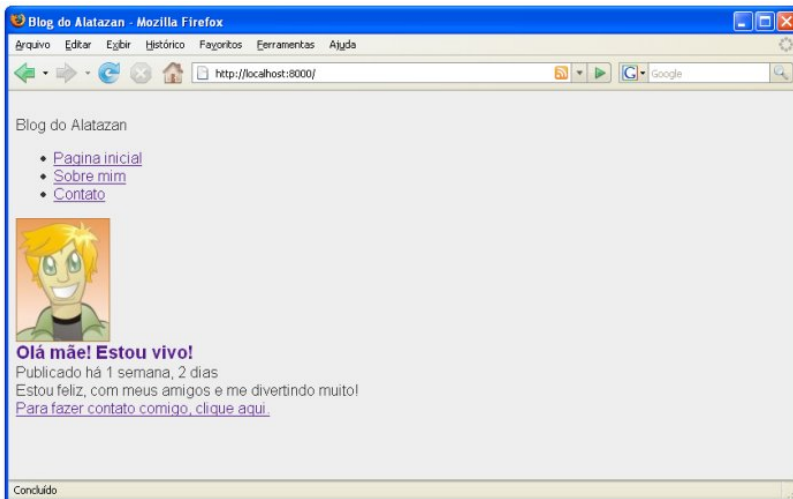 Blog do Alatazan - Mozilla Firefox
Arquivo Editar Exibir Histórico Favoritos Ferramentas Ajuda
http://localhost:8000/
G Google
Blog do Alatazan
Pagina inicial
Sobre mim
Contato
Olá mãe! Estou vivo!
Publicado há 1 semana, 2 dias
Estou feliz, com meus amigos e me divertindo muito!
Para fazer contato comigo, clique aqui.
Concluído